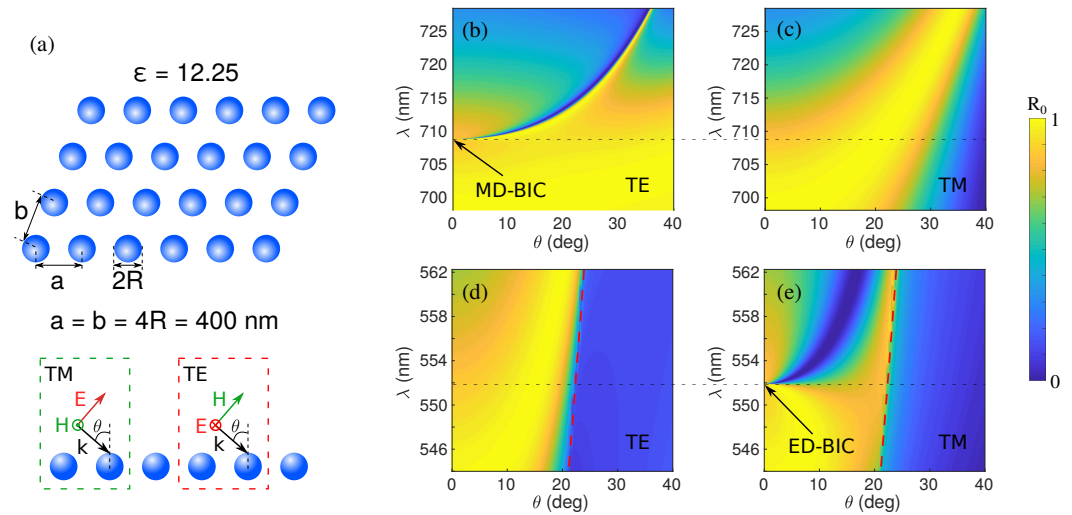 (a)
ε = 12.25
b
a
2R
a = b = 4R = 400 nm
TM
E
H
θ
k
TE
H
E
θ
k
(b)
725
720
715
710
705
700
λ (nm)
MD-BIC
TE
0 10 20 30 40
θ (deg)
(c)
725
720
715
710
705
700
λ (nm)
TM
0 10 20 30 40
θ (deg)
(d)
562
558
554
550
546
λ (nm)
TE
0 10 20 30 40
θ (deg)
(e)
562
558
554
550
546
λ (nm)
ED-BIC
TM
0 10 20 30 40
θ (deg)
R0
1
0